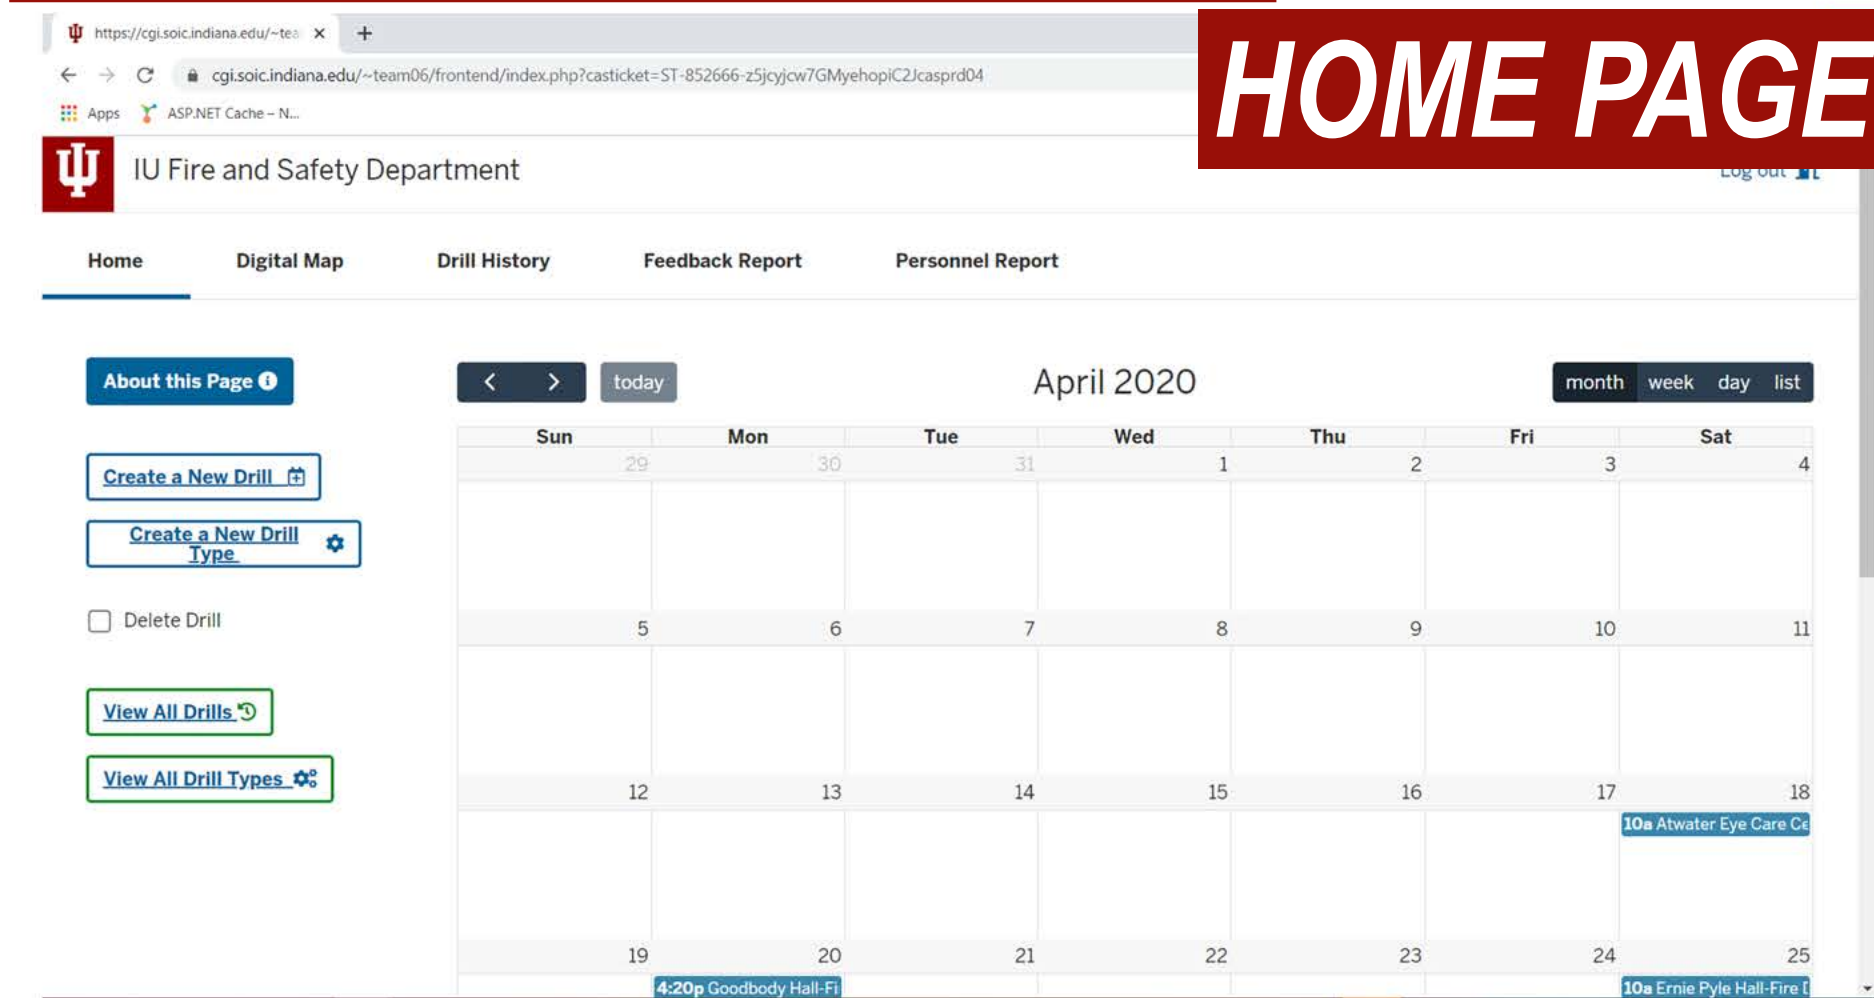 https://cgi.soic.indiana.edu/~tea
HOME PAGE
cgi.soic.indiana.edu/~team06/frontend/index.php?casticket=ST-852666-z5jcyjcw7GMyehopiC2Jcasprd04
Apps ASP.NET Cache – N...
IU Fire and Safety Department
Log out
Home Digital Map Drill History Feedback Report Personnel Report
About this Page
today April 2020 month week day list
Sun Mon Tue Wed Thu Fri Sat
29 30 31 1 2 3 4
Create a New Drill
Create a New Drill
Type
Delete Drill
5 6 7 8 9 10 11
View All Drills
View All Drill Types
12 13 14 15 16 17 18
10a Atwater Eye Care Ce
19 20 21 22 23 24 25
4:20p Goodbody Hall-Fi 10a Ernie Pyle Hall-Fire D